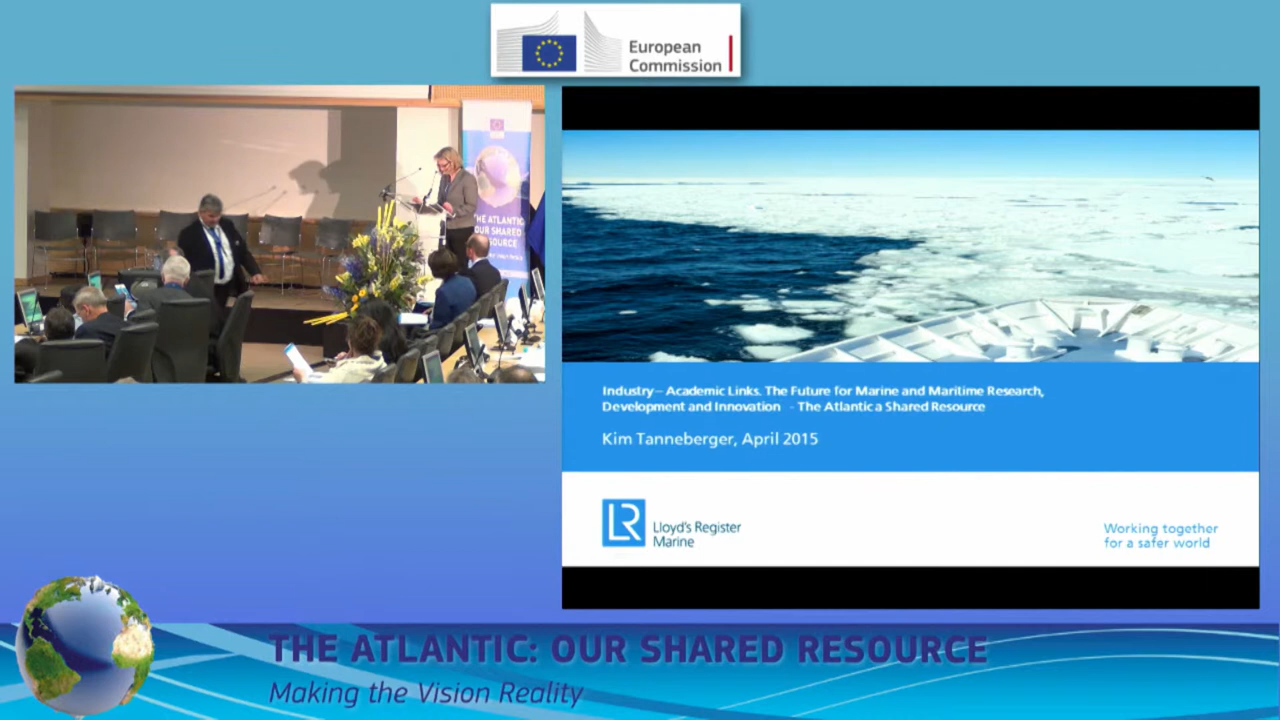 European
Commission
THE ATLANTIC
OUR SHARED
Industry– Academic Links. The Future for Marine and Maritime Research,
Development and Innovation - The Atlantic a Shared Resource
Kim Tanneberger, April 2015
LR
Lloyd's Register
Marine
Working together
for a safer world
THE ATLANTIC: OUR SHARED RESOURCE
Making the Vision Reality